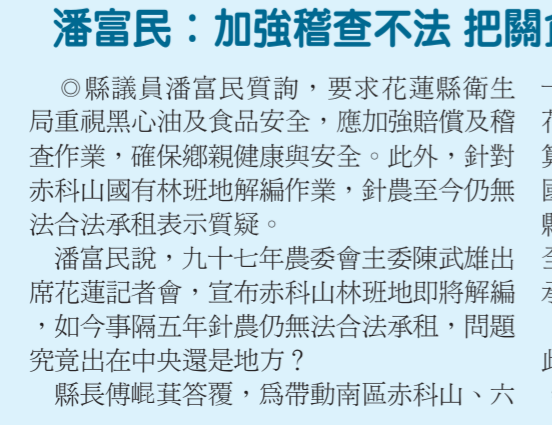 潘富民：加強稽查不法 把關
◎縣議員潘富民質詢，要求花蓮縣衛生
局重視黑心油及食品安全，應加強賠償及稽
查作業，確保鄉親健康與安全。此外，針對
赤科山國有林班地解編作業，針農至今仍無
法合法承租表示質疑。
潘富民說，九十七年農委會主委陳武雄出
席花蓮記者會，宣布赤科山林班地即將解編
，如今事隔五年針農仍無法合法承租，問題
究竟出在中央還是地方？
縣長傅崐萁答覆，爲帶動南區赤科山、六